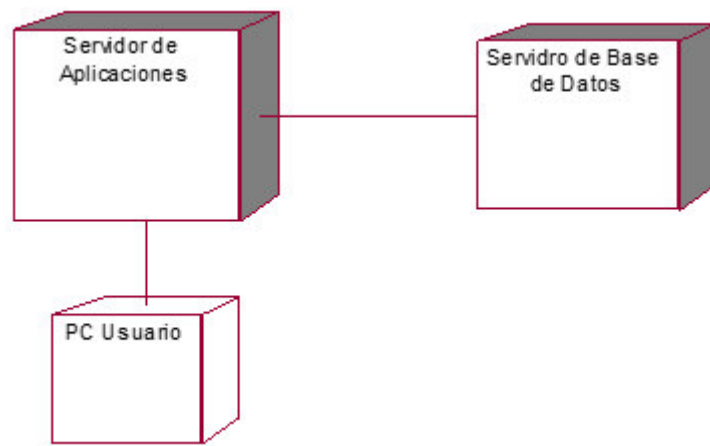 Servidor de
Aplicaciones
Servidro de Base
de Datos
PC Usuario